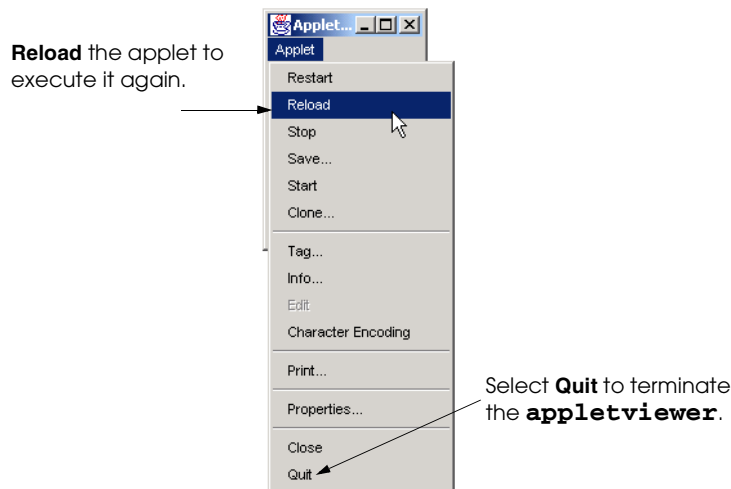 Applet...
Applet
Reload the applet to
execute it again.
Restart
Reload
Stop
Save...
Start
Clone...
Tag...
Info...
Edit
Character Encoding
Print...
Properties...
Close
Quit
Select Quit to terminate
the appletviewer.